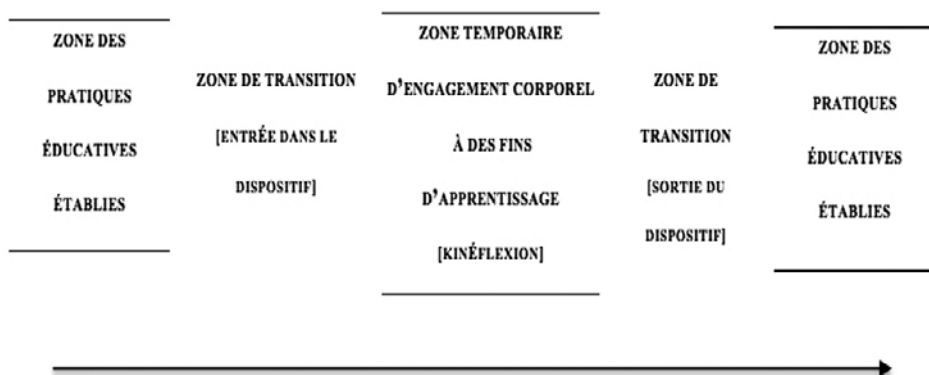 ZONE DES
PRATIQUES
ÉDUCATIVES
ÉTABLIES
ZONE DE TRANSITION
[ENTRÉE DANS LE
DISPOSITIF]
ZONE TEMPORAIRE
D’ENGAGEMENT CORPOREL
À DES FINS
D’APPRENTISSAGE
[KINÉFLEXION]
ZONE DE
TRANSITION
[SORTIE DU
DISPOSITIF]
ZONE DES
PRATIQUES
ÉDUCATIVES
ÉTABLIES